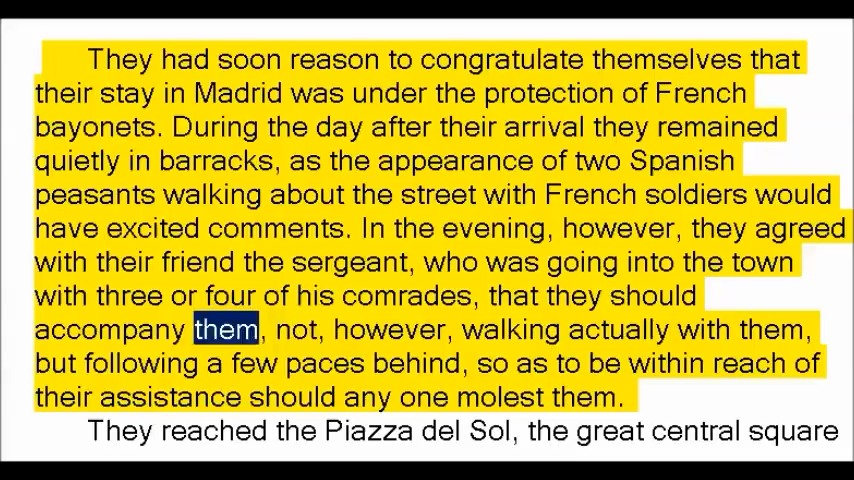 They had soon reason to congratulate themselves that
their stay in Madrid was under the protection of French
bayonets. During the day after their arrival they remained
quietly in barracks, as the appearance of two Spanish
peasants walking about the street with French soldiers would
have excited comments. In the evening, however, they agreed
with their friend the sergeant, who was going into the town
with three or four of his comrades, that they should
accompany them, not, however, walking actually with them,
but following a few paces behind, so as to be within reach of
their assistance should any one molest them.
They reached the Piazza del Sol, the great central square